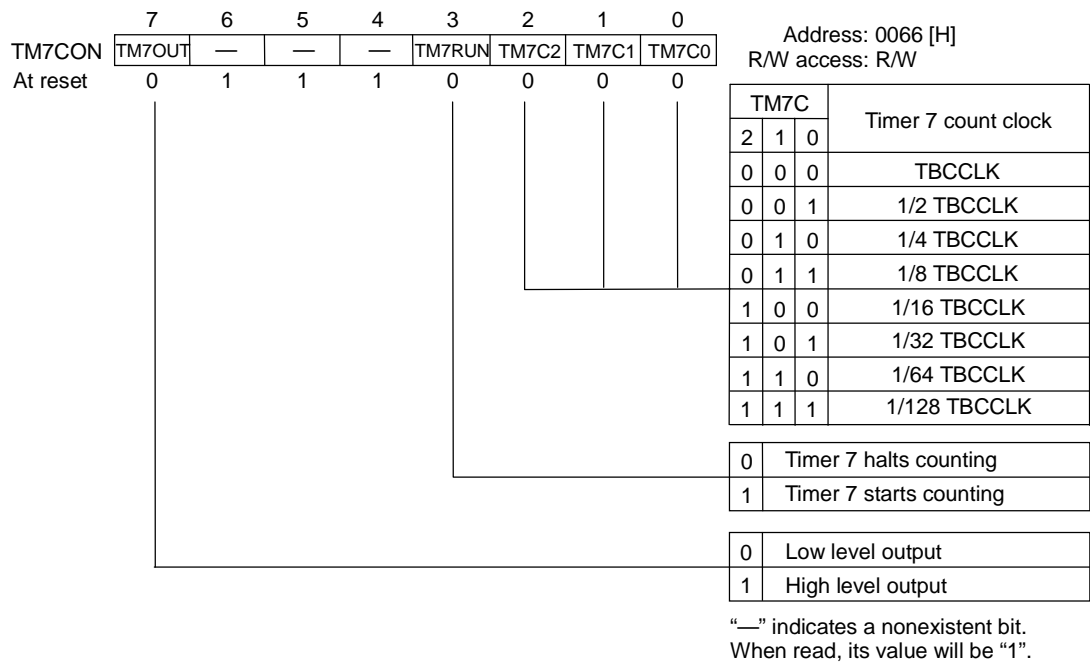 7 6 5 4 3 2 1 0
TM7CON TM7OUT — — — TM7RUN TM7C2 TM7C1 TM7C0
At reset 0 1 1 1 0 0 0 0
Address: 0066 [H]
R/W access: R/W
TM7C Timer 7 count clock
2 1 0
0 0 0 TBCCLK
0 0 1 1/2 TBCCLK
0 1 0 1/4 TBCCLK
0 1 1 1/8 TBCCLK
1 0 0 1/16 TBCCLK
1 0 1 1/32 TBCCLK
1 1 0 1/64 TBCCLK
1 1 1 1/128 TBCCLK
0 Timer 7 halts counting
1 Timer 7 starts counting
0 Low level output
1 High level output
“—” indicates a nonexistent bit.
When read, its value will be “1”.